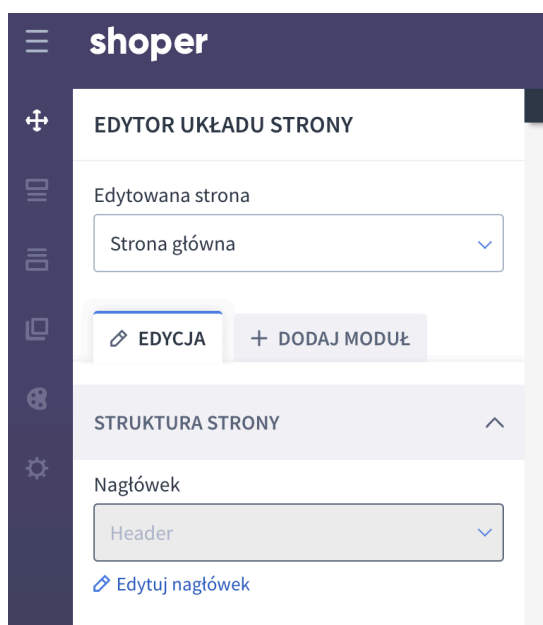 shoper
EDYTOR UKŁADU STRONY
Edytowana strona
Strona główna
EDYCJA
+ DODAJ MODUŁ
STRUKTURA STRONY
Nagłówek
Header
Edytuj nagłówek